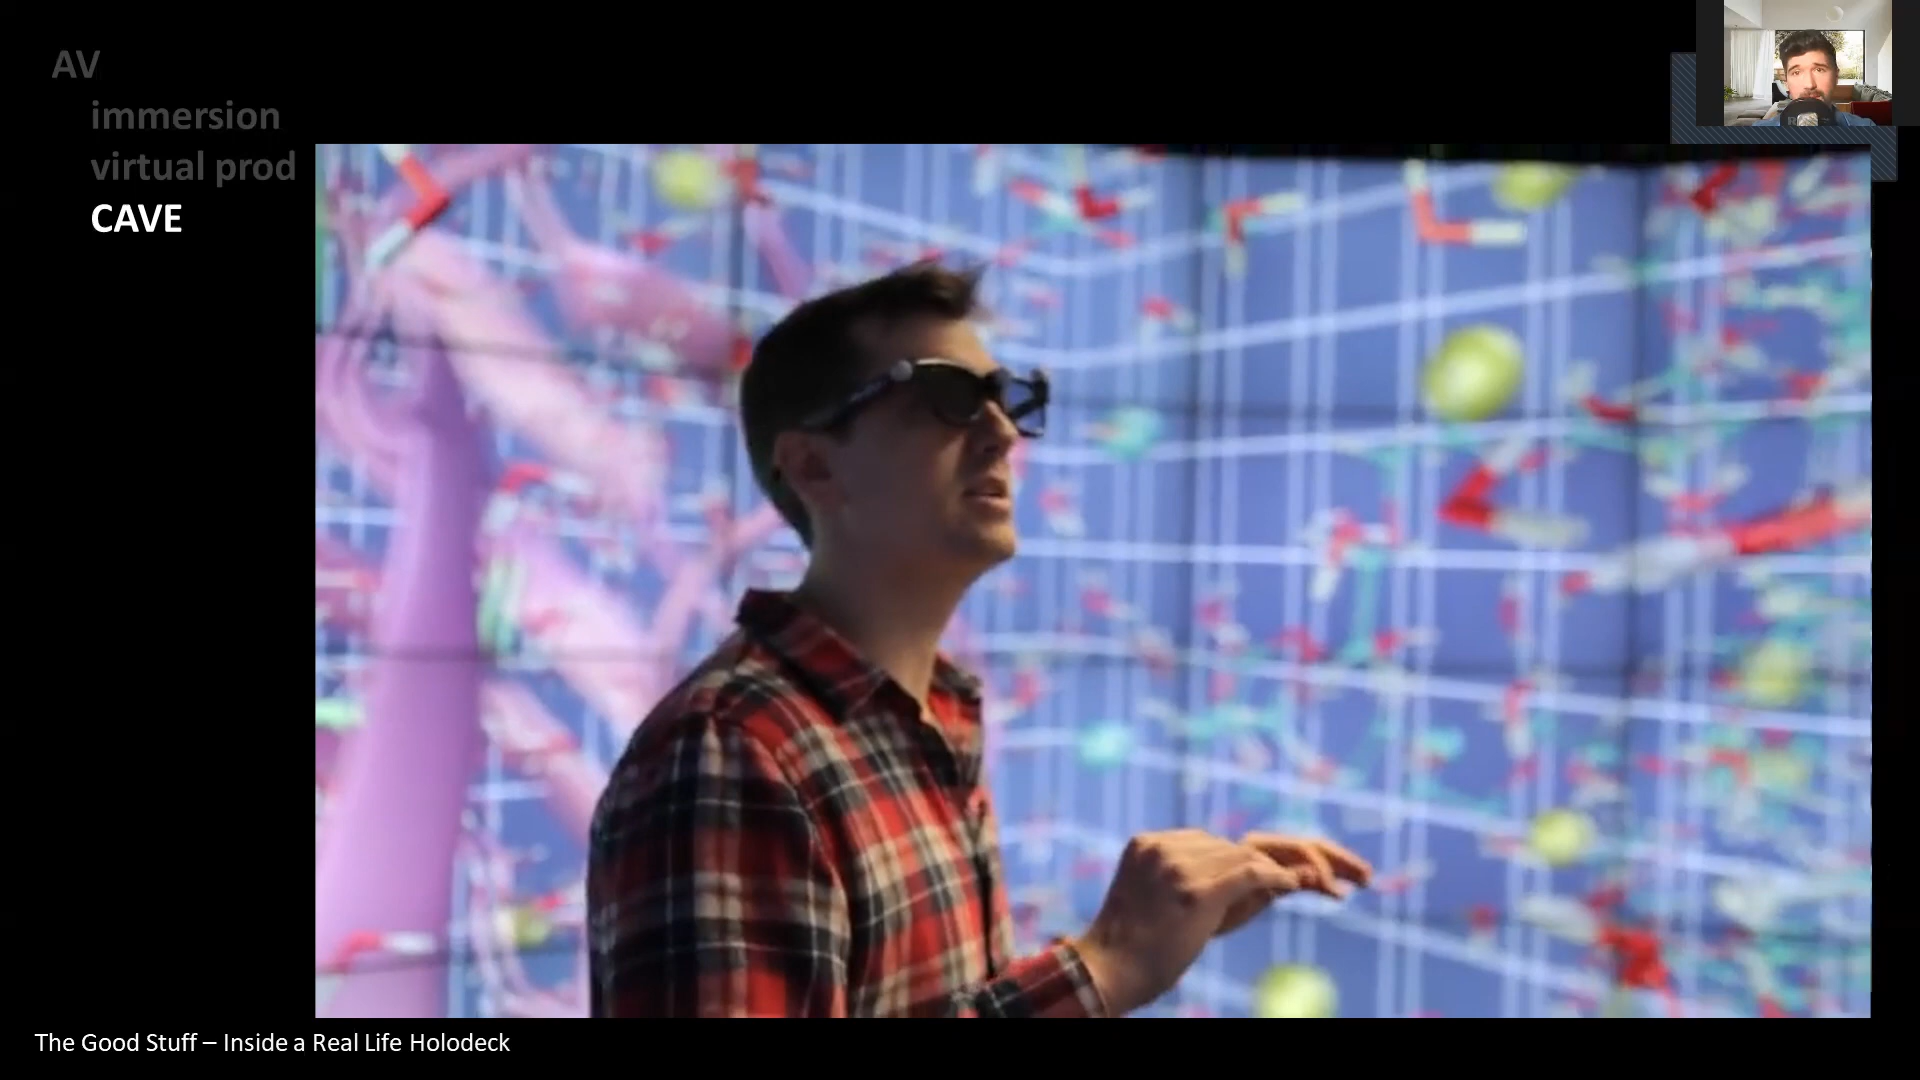 AV
immersion
virtual prod
CAVE
The Good Stuff – Inside a Real Life Holodeck